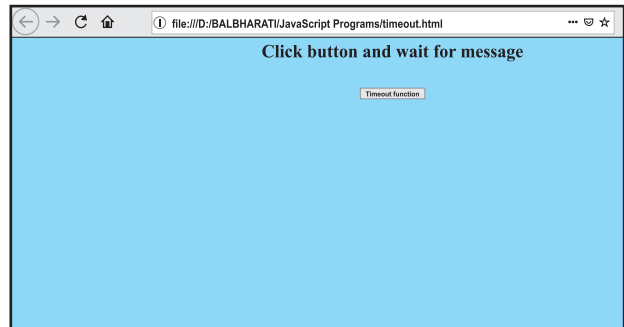 file:///D:/BALBHARATI/JavaScript Programs/timeout.html
Click button and wait for message
Timeout function